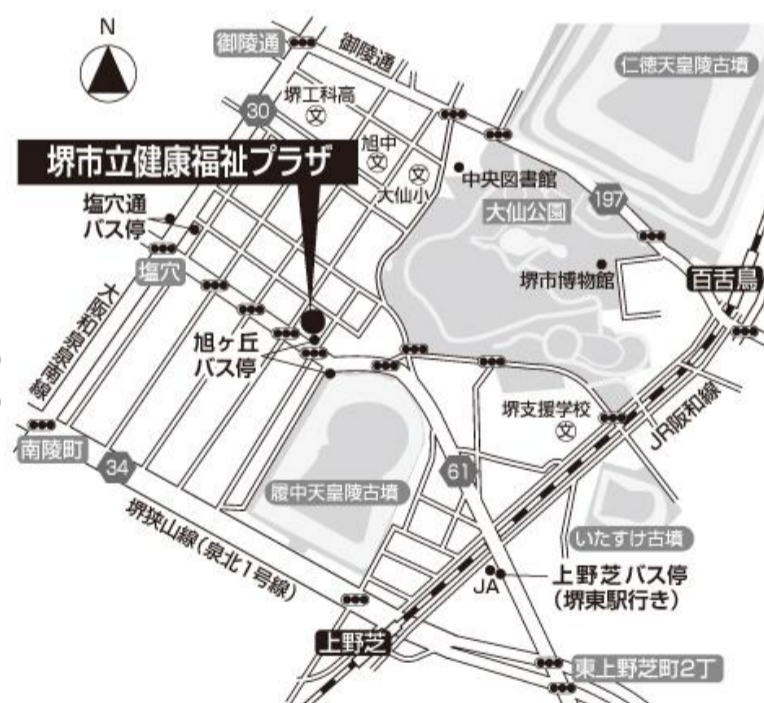 N
御陵通
御陵通
仁徳天皇陵古墳
堺工科高
文
30
旭中
文
文
大仙小
堺市立健康福祉プラザ
中央図書館
大仙公園
197
塩穴通
バス停
塩穴
堺市博物館
百舌鳥
大阪和泉泉南線
旭ヶ丘
バス停
JR阪和線
堺支援学校
文
南陵町
34
61
履中天皇陵古墳
堺狭山線(泉北1号線)
いたすけ古墳
JA
上野芝バス停
(堺東駅行き)
上野芝
東上野芝町2丁